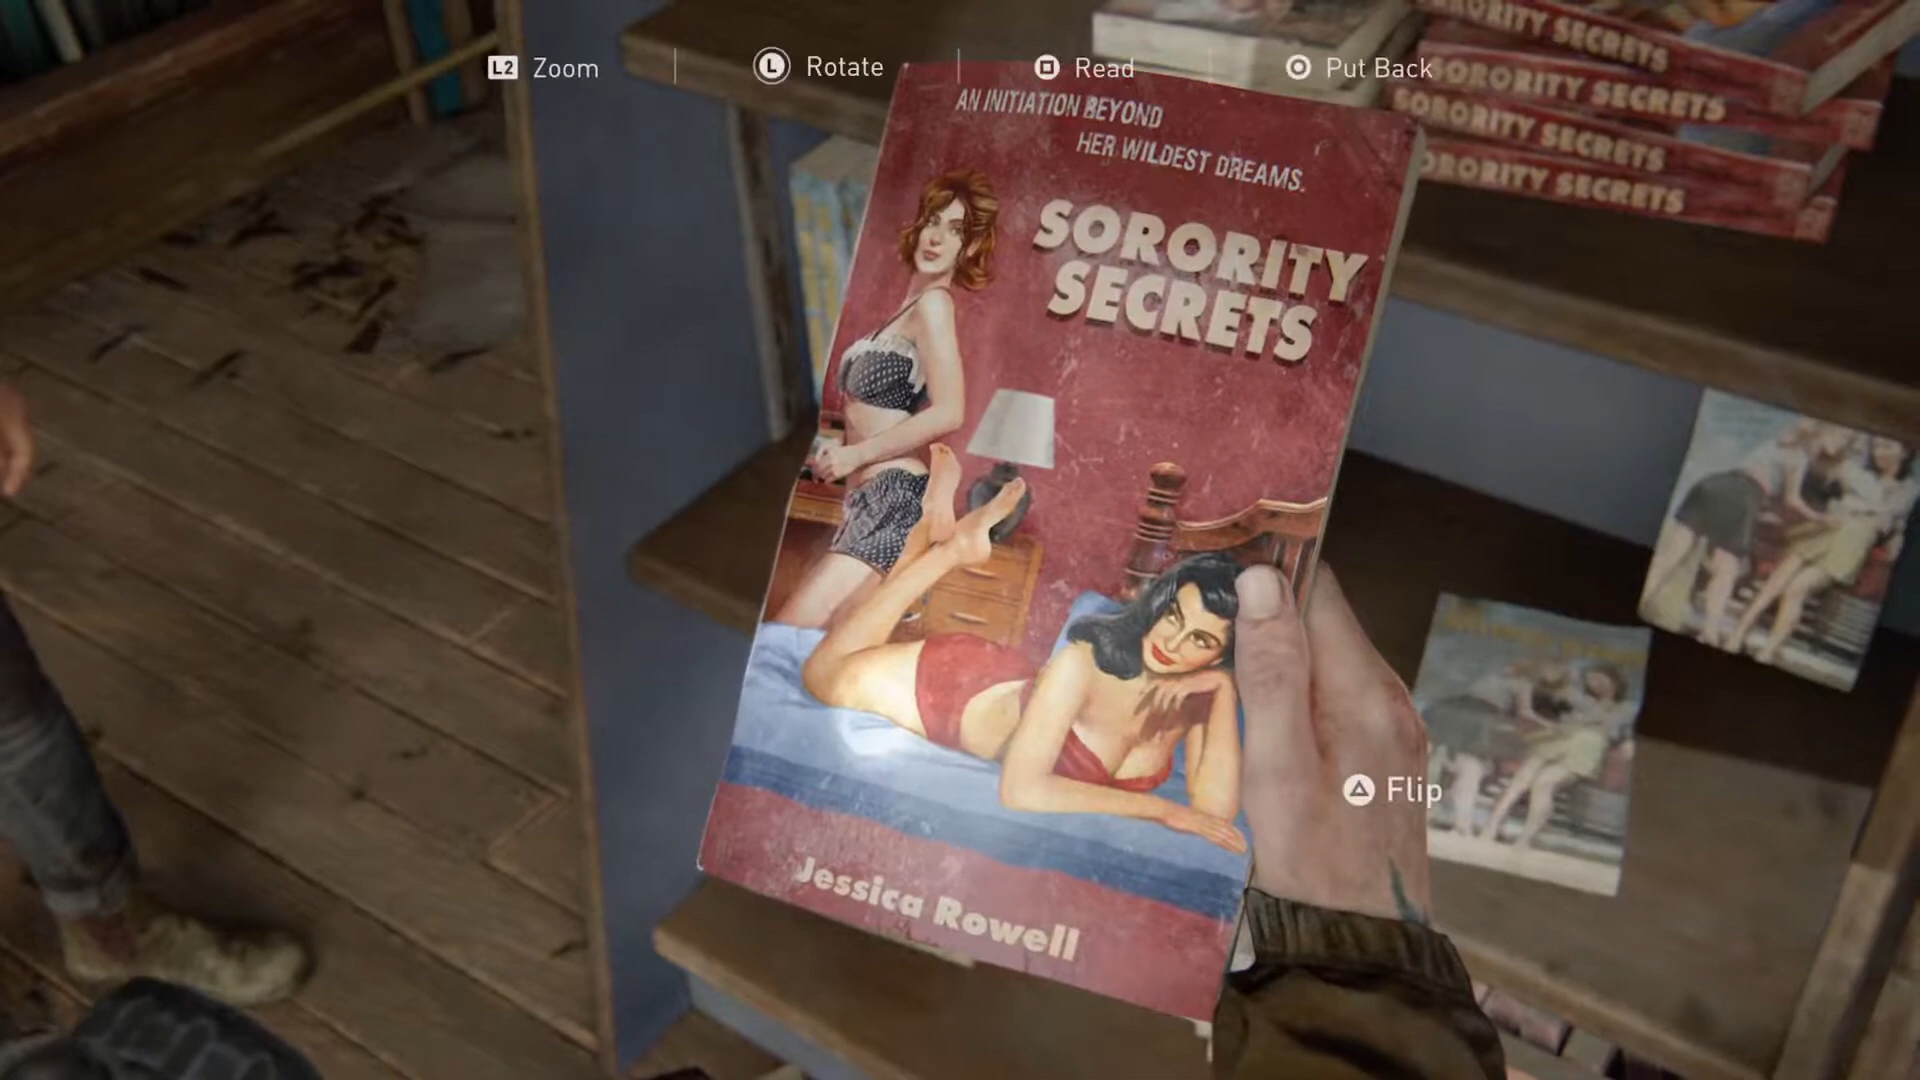 L2 Zoom
L Rotate
Read
Put Back
AN INITIATION BEYOND
HER WILDEST DREAMS.
SORORITY
SECRETS
Jessica Rowell
Flip
SORORITY SECRETS
SORORITY SECRETS
SORORITY SECRETS
SORORITY SECRETS